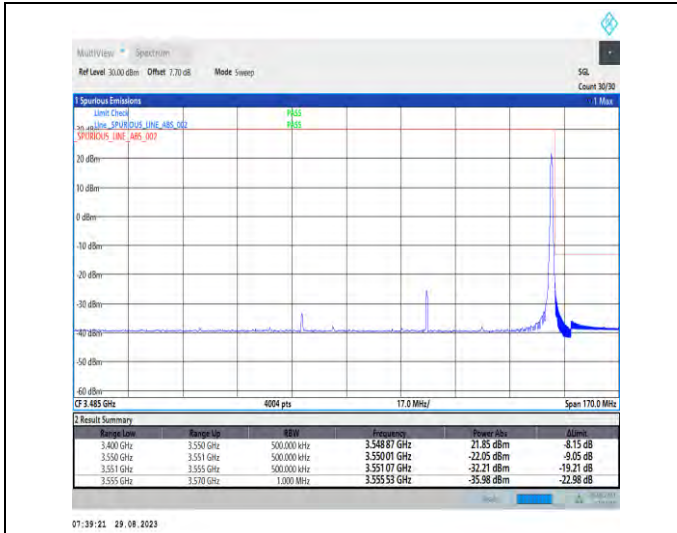 MultiView Spectrum
Ref Level 30.00 dBm Offset 7.70 dB Mode Sweep SGL
Count 30/30
1 Spurious Emissions 1 Max
Limit Check PASS
Line _SPURIOUS_LINE_ABS_002 PASS
_SPURIOUS_LINE_ABS_002
20 dBm
10 dBm
0 dBm
-10 dBm
-20 dBm
-30 dBm
-40 dBm
-50 dBm
-60 dBm
CF 3.485 GHz 4004 pts 17.0 MHz/ Span 170.0 MHz
2 Result Summary
Range Low Range Up RBW Frequency Power Abs ΔLimit
3.400 GHz 3.550 GHz 500.000 kHz 3.548 87 GHz 21.85 dBm -8.15 dB
3.550 GHz 3.551 GHz 500.000 kHz 3.550 01 GHz -22.05 dBm -9.05 dB
3.551 GHz 3.555 GHz 500.000 kHz 3.551 07 GHz -32.21 dBm -19.21 dB
3.555 GHz 3.570 GHz 1.000 MHz 3.555 53 GHz -35.98 dBm -22.98 dB
07:39:21 29.08.2023